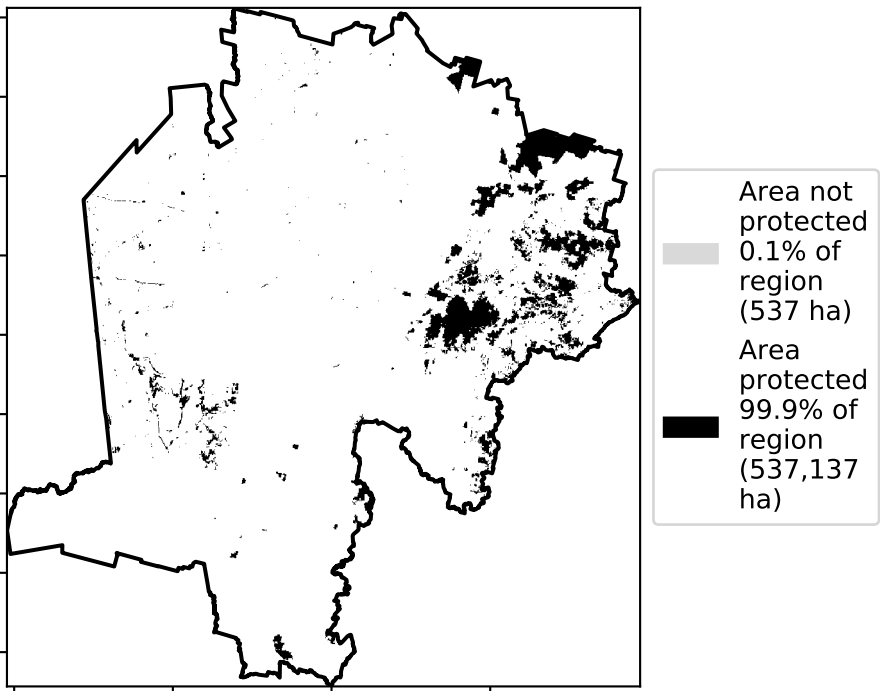 Area not
protected
0.1% of
region
(537 ha)
Area
protected
99.9% of
region
(537,137
ha)